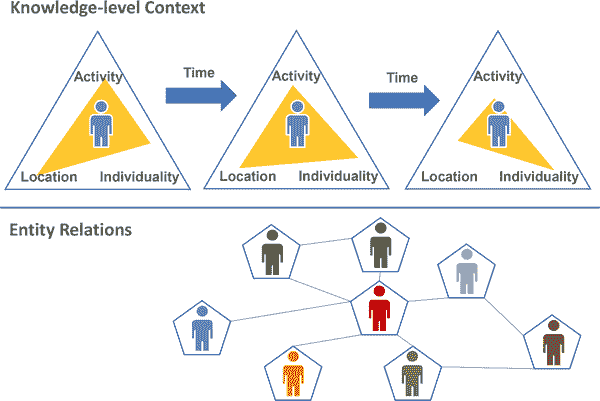 Knowledge-level Context
Activity
Location
Individuality
Time
Activity
Location
Individuality
Time
Activity
Location
Individuality
Entity Relations